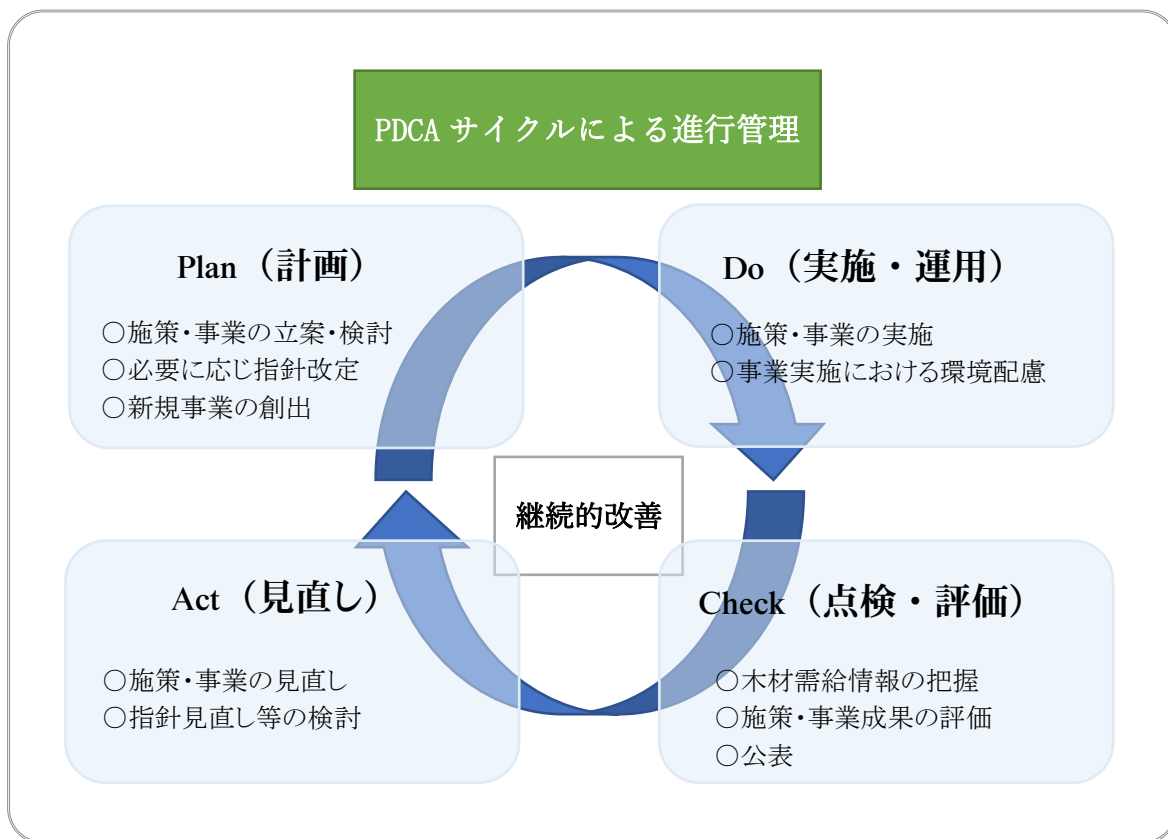 PDCA サイクルによる進行管理
Plan（計画）
○施策・事業の立案・検討
○必要に応じ指針改定
○新規事業の創出
Do（実施・運用）
○施策・事業の実施
○事業実施における環境配慮
継続的改善
Act（見直し）
○施策・事業の見直し
○指針見直し等の検討
Check（点検・評価）
○木材需給情報の把握
○施策・事業成果の評価
○公表